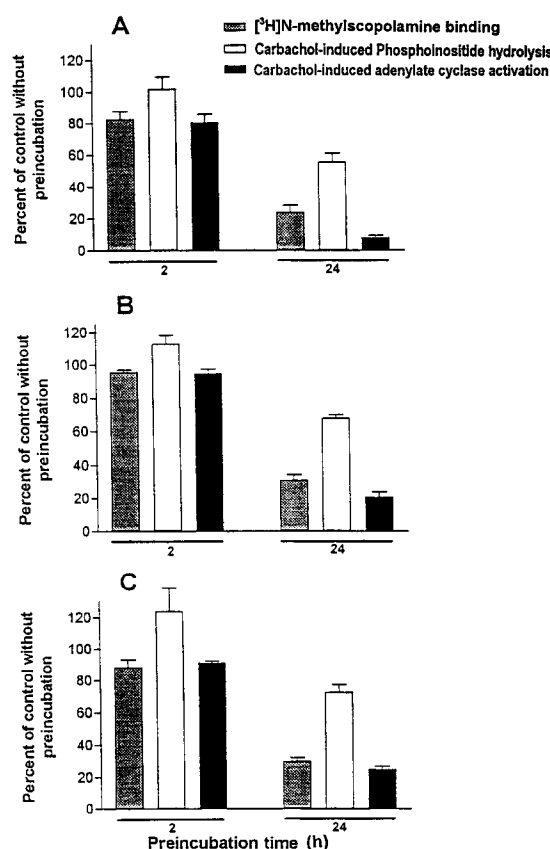 A
[³H]N-methylscopolamine binding
Carbachol-induced Phosphoinositide hydrolysis
Carbachol-induced adenylate cyclase activation
Percent of control without
preincubation
120
100
80
60
40
20
0
2
24
B
Percent of control without
preincubation
120
100
80
60
40
20
0
2
24
C
Percent of control without
preincubation
120
100
80
60
40
20
0
2
24
Preincubation time (h)